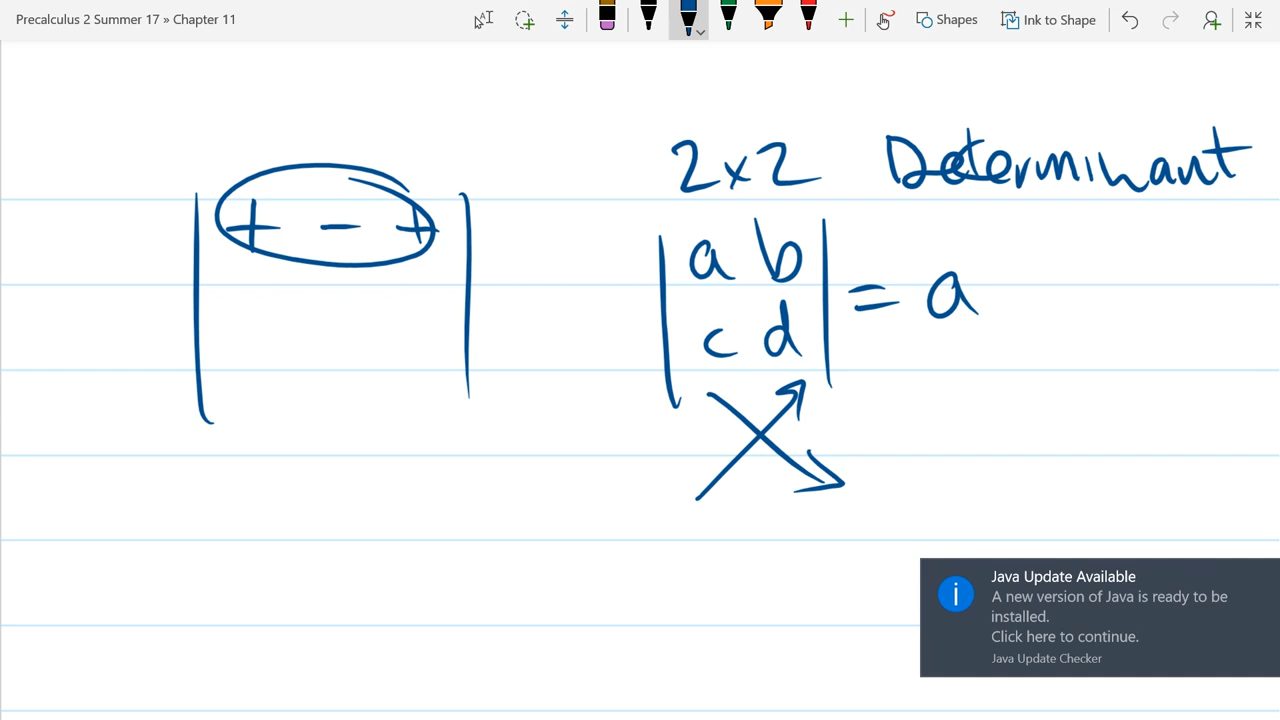 Precalculus 2 Summer 17 » Chapter 11
Shapes
Ink to Shape
2x2 Determinant
+ - +
a b
c d
= a
Java Update Available
A new version of Java is ready to be
installed.
Click here to continue.
Java Update Checker